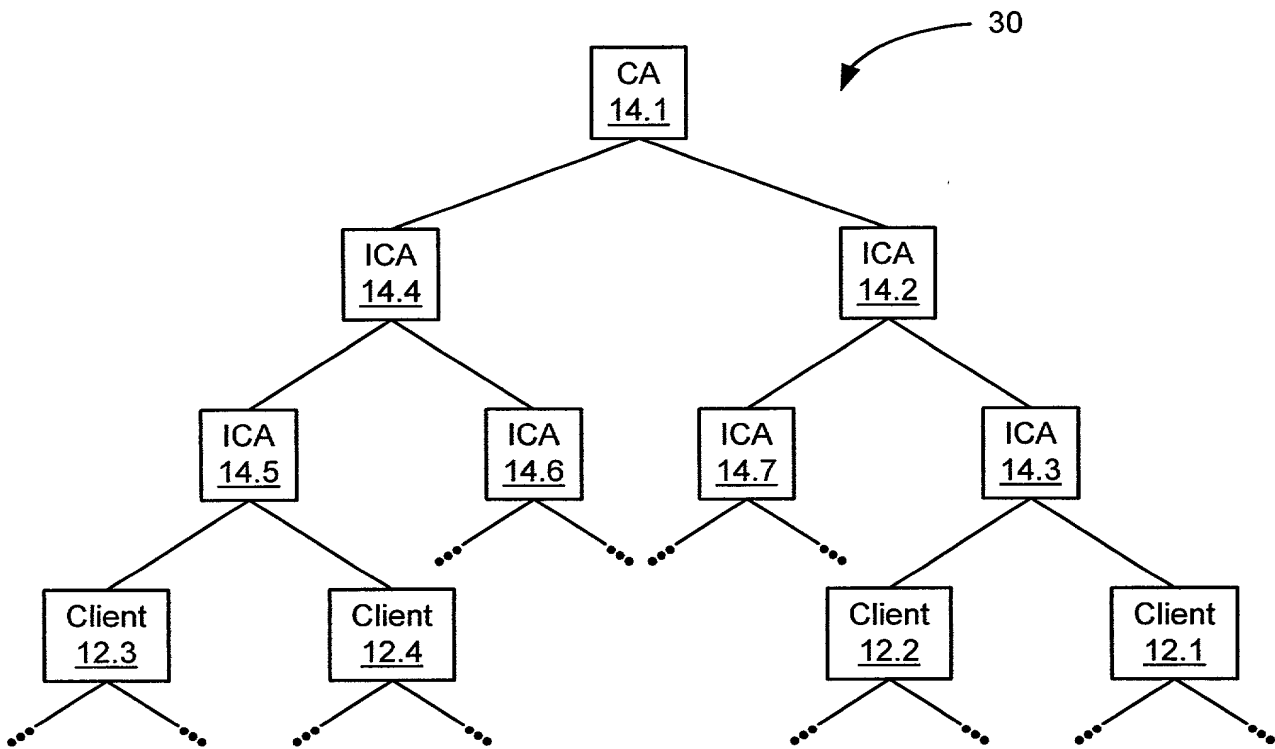 30
CA
14.1
ICA
14.4
ICA
14.2
ICA
14.5
ICA
14.6
ICA
14.7
ICA
14.3
Client
12.3
Client
12.4
Client
12.2
Client
12.1